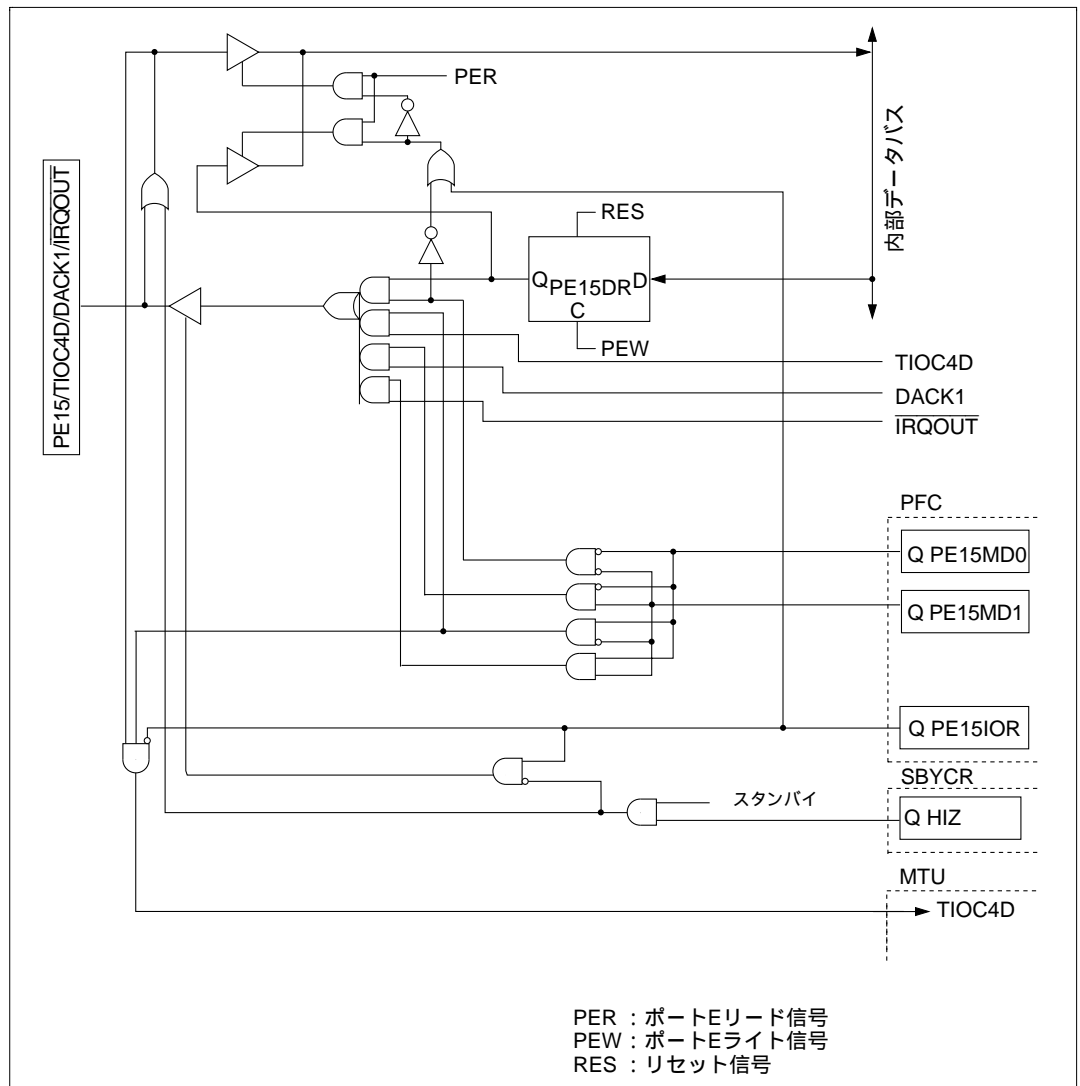 PER
内部データバス
PE15/TIOC4D/DACK1/I̅R̅Q̅O̅U̅T̅
RES
Q PE15DR D
C
PEW
TIOC4D
DACK1
I̅R̅Q̅O̅U̅T̅
PFC
Q PE15MD0
Q PE15MD1
Q PE15IOR
SBYCR
スタンバイ
Q HIZ
MTU
TIOC4D
PER : ポートEリード信号
PEW : ポートEライト信号
RES : リセット信号